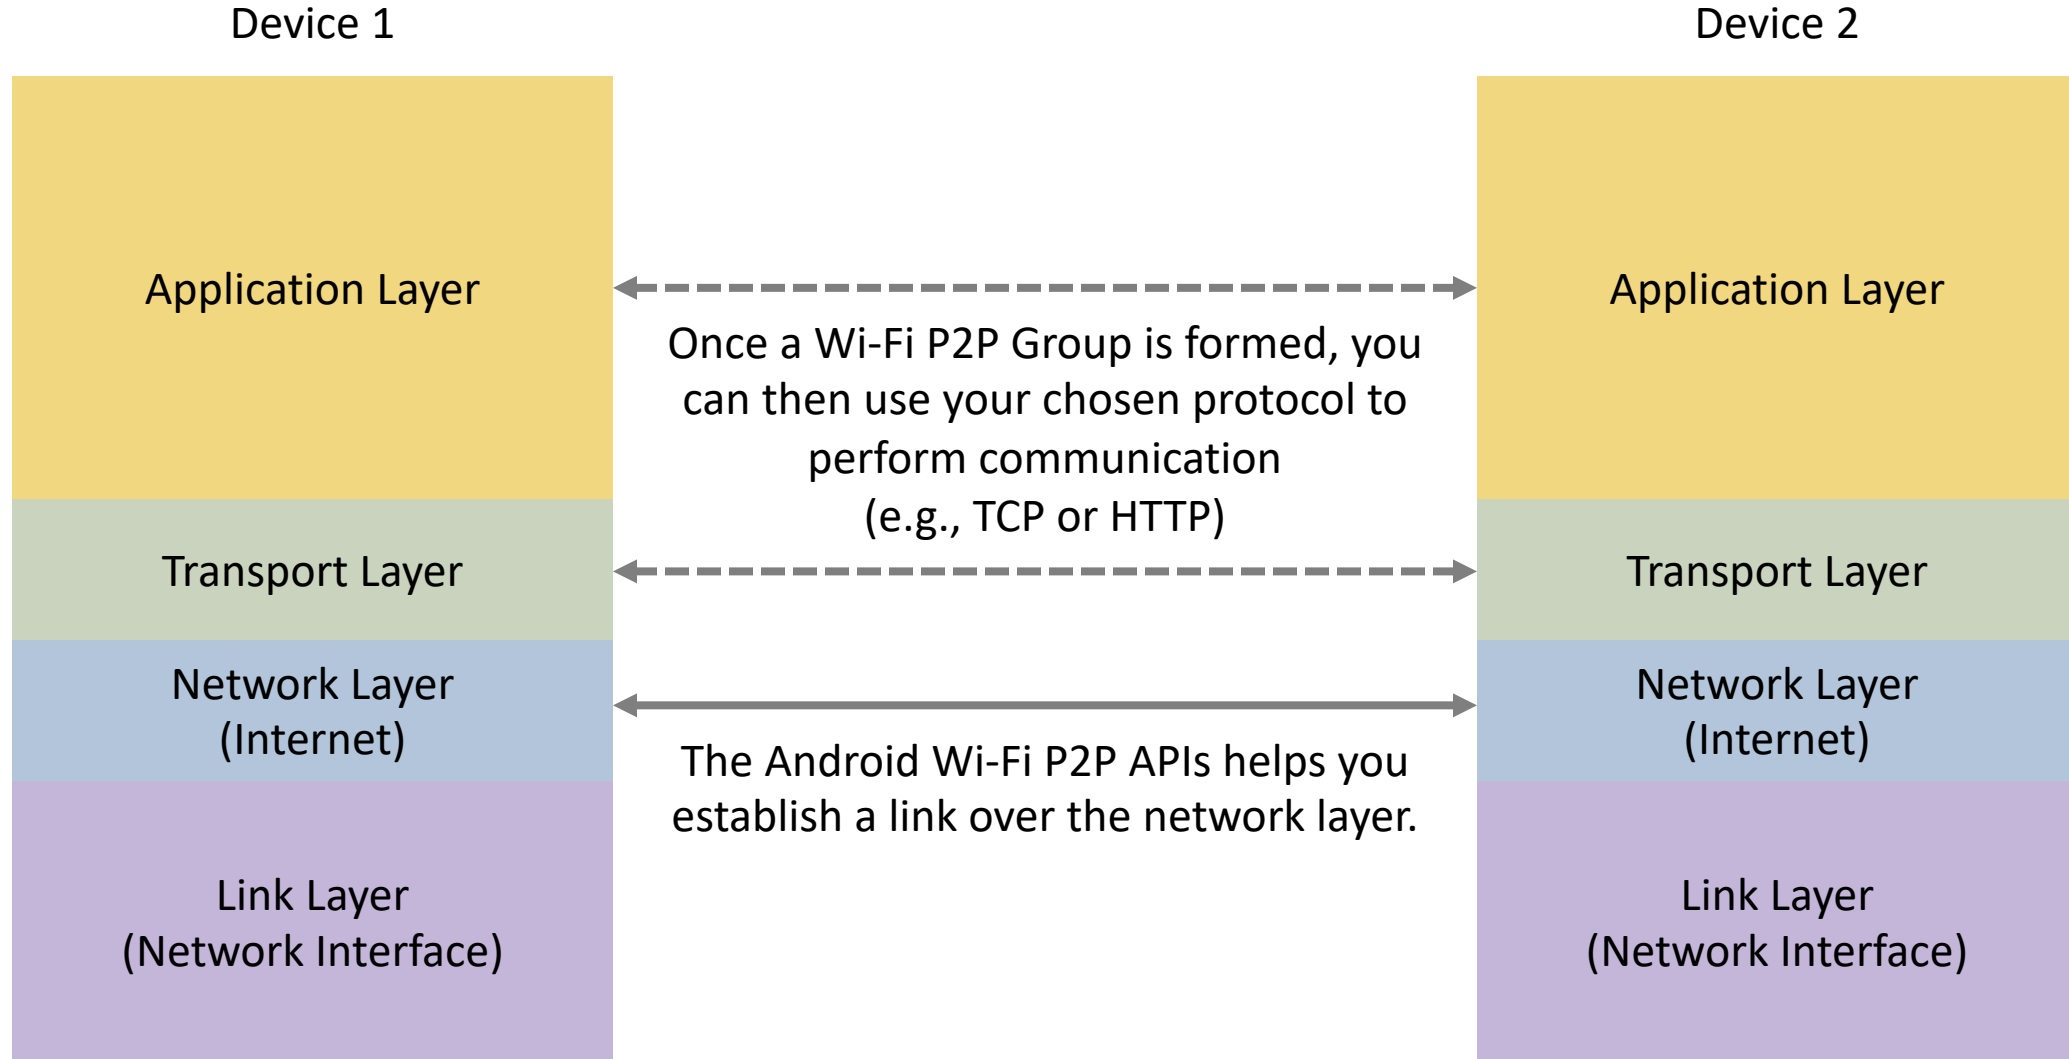 Device 1
Device 2
Application Layer
Application Layer
Once a Wi-Fi P2P Group is formed, you
can then use your chosen protocol to
perform communication
(e.g., TCP or HTTP)
Transport Layer
Transport Layer
Network Layer
(Internet)
Network Layer
(Internet)
The Android Wi-Fi P2P APIs helps you
establish a link over the network layer.
Link Layer
(Network Interface)
Link Layer
(Network Interface)